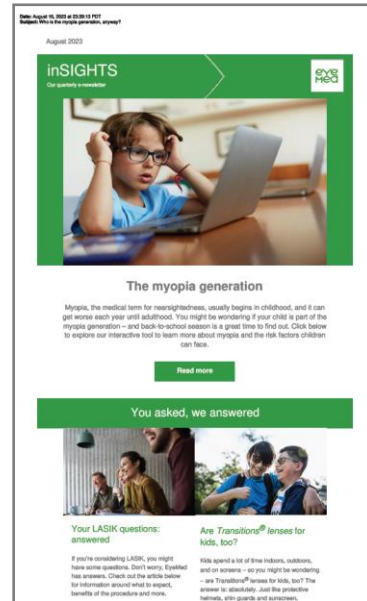 Date: August 15, 2023 at 23:39:13 PDT
Subject: Who is the myopia generation, anyway?
August 2023
inSIGHTS
Our quarterly e-newsletter
eye
Med
The myopia generation
Myopia, the medical term for nearsightedness, usually begins in childhood, and it can
get worse each year until adulthood. You might be wondering if your child is part of the
myopia generation – and back-to-school season is a great time to find out. Click below
to explore our interactive tool to learn more about myopia and the risk factors children
can face.
Read more
You asked, we answered
Your LASIK questions:
answered
If you're considering LASIK, you might
have some questions. Don't worry, EyeMed
has answers. Check out the article below
for information around what to expect,
benefits of the procedure and more.
Are Transitions® lenses for
kids, too?
Kids spend a lot of time indoors, outdoors,
and on screens – so you might be wondering
– are Transitions® lenses for kids, too? The
answer is: absolutely. Just like protective
helmets, shin guards and sunscreen,